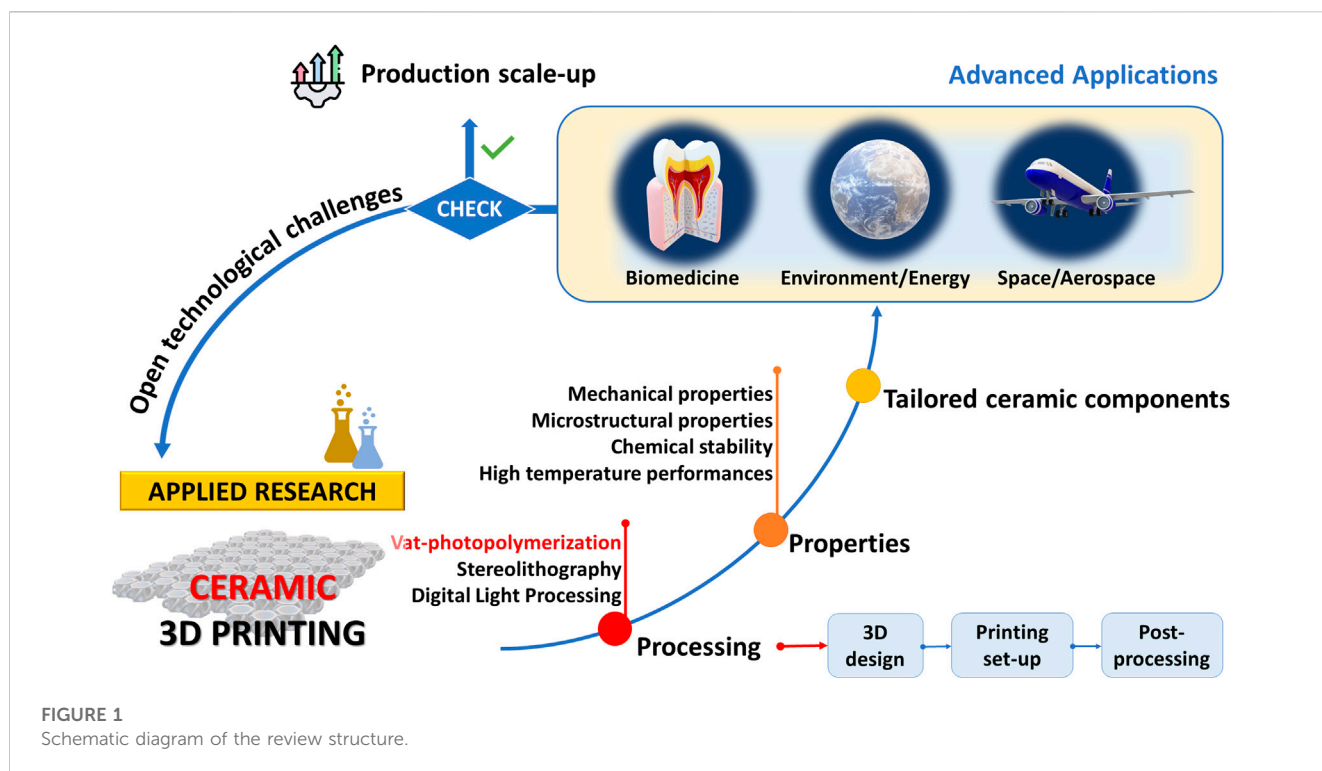 Production scale-up
Advanced Applications
CHECK
Open technological challenges
Biomedicine
Environment/Energy
Space/Aerospace
Mechanical properties
Microstructural properties
Chemical stability
High temperature performances
Tailored ceramic components
APPLIED RESEARCH
CERAMIC
3D PRINTING
Vat-photopolymerization
Stereolithography
Digital Light Processing
Properties
Processing
3D
design
Printing
set-up
Post-
processing
FIGURE 1
Schematic diagram of the review structure.